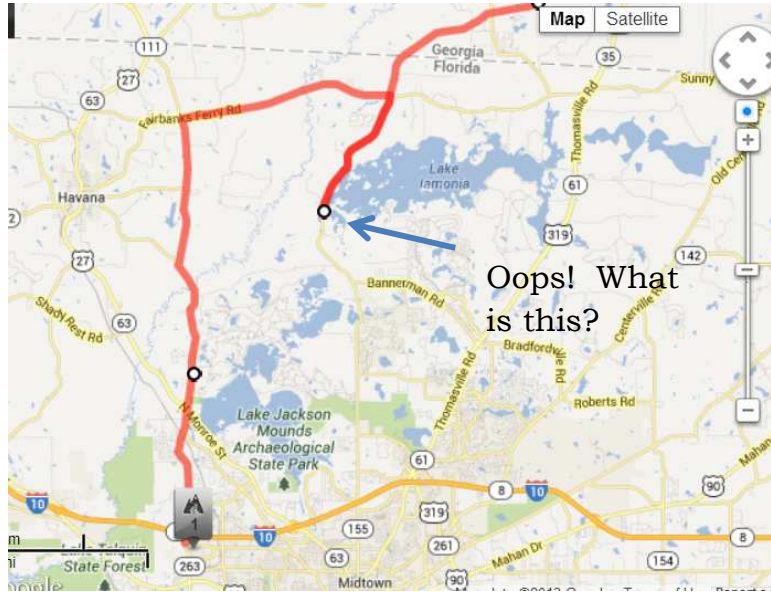 Map Satellite
111
Georgia
Florida
35
27
63
Sunny
Fairbanks Ferry Rd
Thomasville Rd
Lake
Iamonia
61
Havana
319
27
142
Oops! What
is this?
Bannerman Rd
Shady Rest Rd
63
Centerville Rd
Bradfordville Rd
Roberts Rd
N Monroe St
Thomasville Rd
Lake Jackson
Mounds
Archaeological
State Park
61
Mahan
90
8
10
10
1
319
10
155
8
263
63
261
Mahan Dr
154
State Forest
Midtown
90